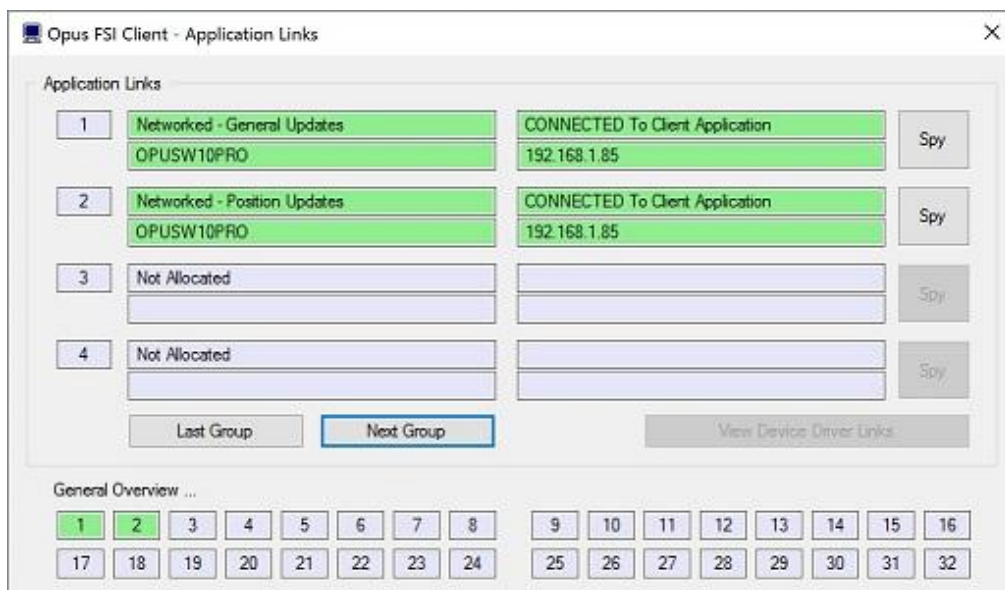 Opus FSI Client - Application Links
Application Links
1 Networked - General Updates CONNECTED To Client Application Spy
OPUSW10PRO 192.168.1.85
2 Networked - Position Updates CONNECTED To Client Application Spy
OPUSW10PRO 192.168.1.85
3 Not Allocated Spy
4 Not Allocated Spy
Last Group Next Group View Device Driver Links
General Overview ...
1 2 3 4 5 6 7 8 9 10 11 12 13 14 15 16
17 18 19 20 21 22 23 24 25 26 27 28 29 30 31 32